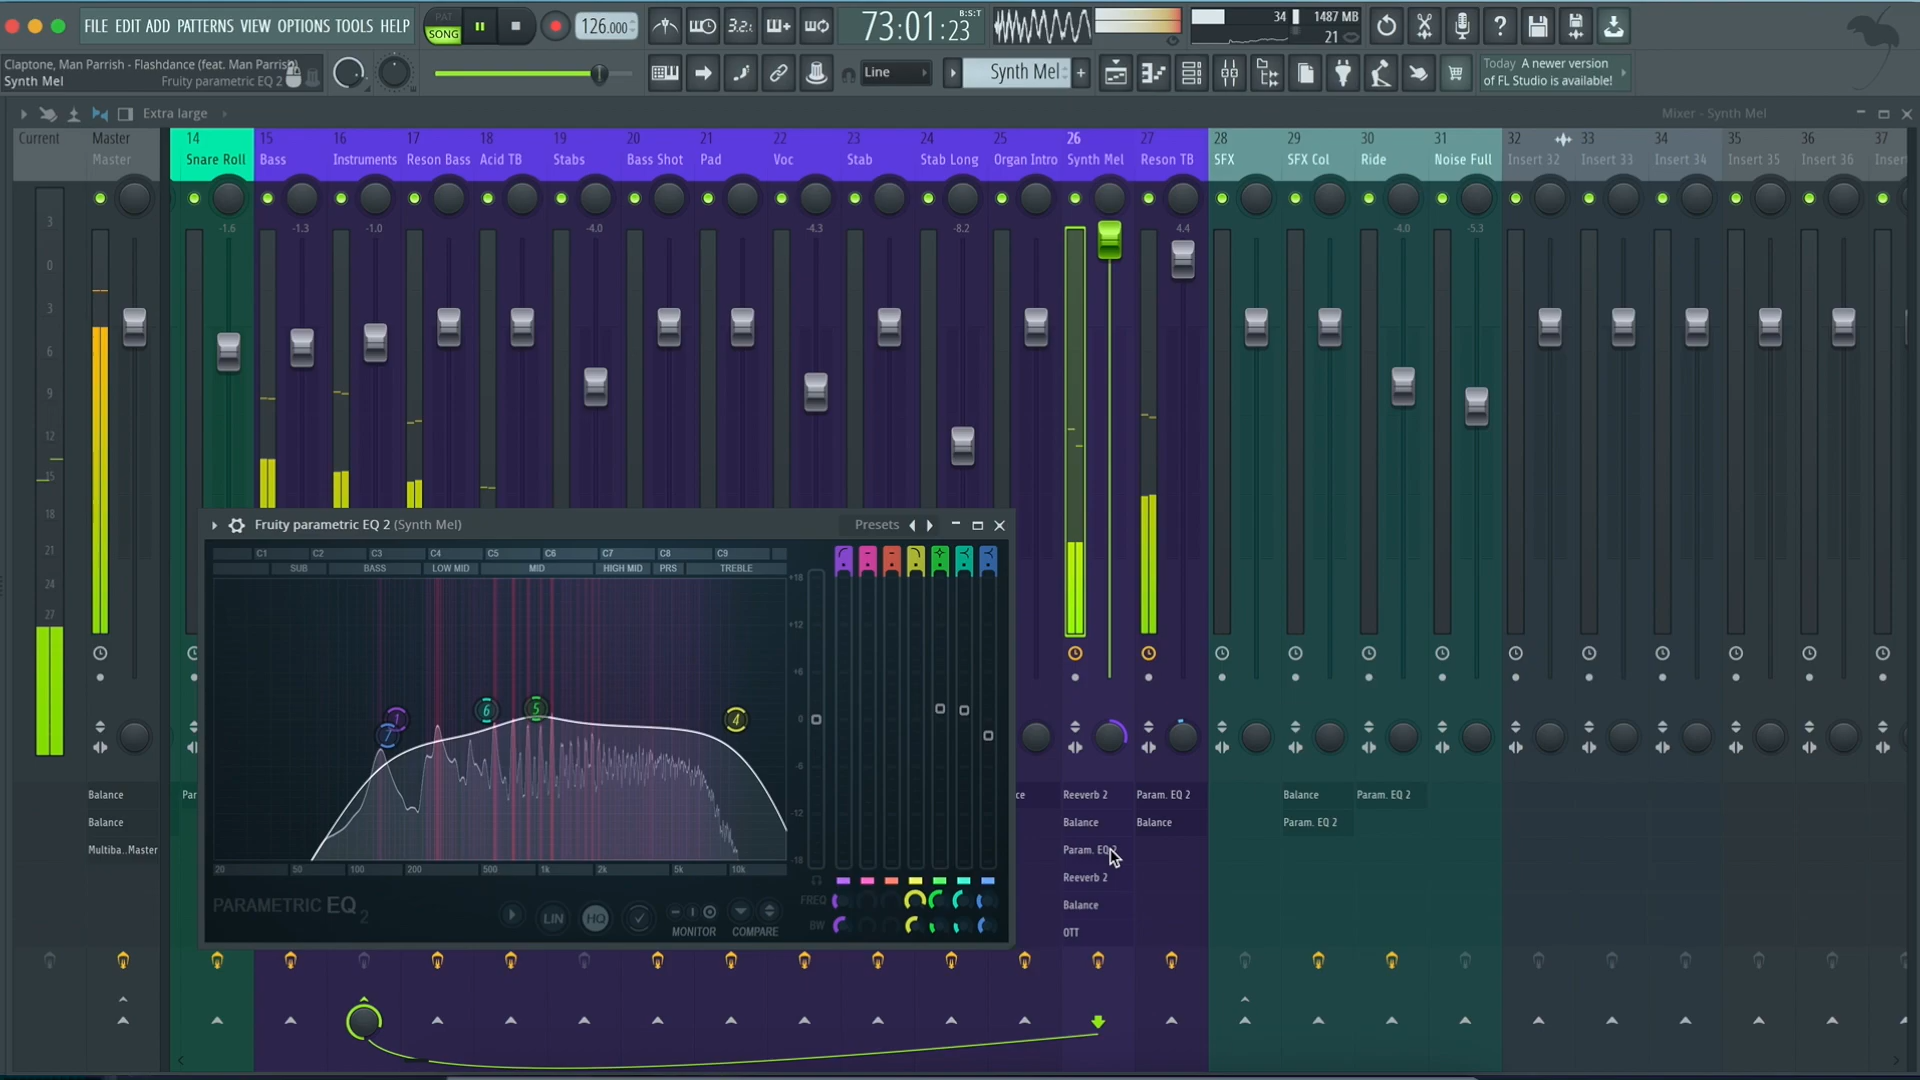 FILE EDIT ADD PATTERNS VIEW OPTIONS TOOLS HELP
PAT
SONG
126.000
3.2.
73:01:23
B:S:T
34
1487 MB
21
Claptone, Man Parrish - Flashdance (feat. Man Parrish)
Synth Mel
Fruity parametric EQ 2
Line
Synth Mel
Today A newer version
of FL Studio is available!
Extra large
Mixer - Synth Mel
Current
Master
Master
14 Snare Roll
15 Bass
16 Instruments
17 Reson Bass
18 Acid TB
19 Stabs
20 Bass Shot
21 Pad
22 Voc
23 Stab
24 Stab Long
25 Organ Intro
26 Synth Mel
27 Reson TB
28 SFX
29 SFX Col
30 Ride
31 Noise Full
32 Insert 32
33 Insert 33
34 Insert 34
35 Insert 35
36 Insert 36
37 Inser
-1.6 -1.3 -1.0 -4.0 -4.3 -8.2 4.4 -4.0 -5.3
3
0
3
6
9
12
15
18
21
24
27
Fruity parametric EQ 2 (Synth Mel)
Presets
C1 C2 C3 C4 C5 C6 C7 C8 C9
SUB BASS LOW MID MID HIGH MID PRS TREBLE
+18
+12
+6
0
-6
-12
-18
1
7
6
5
4
20 50 100 200 500 1k 2k 5k 10k
PARAMETRIC EQ 2
LIN
HQ
MONITOR
COMPARE
FREQ
BW
Balance
Balance
Multiba..Master
Par
ce
Reeverb 2
Balance
Param. EQ 2
Reeverb 2
Balance
OTT
Param. EQ 2
Balance
Balance
Param. EQ 2
Param. EQ 2